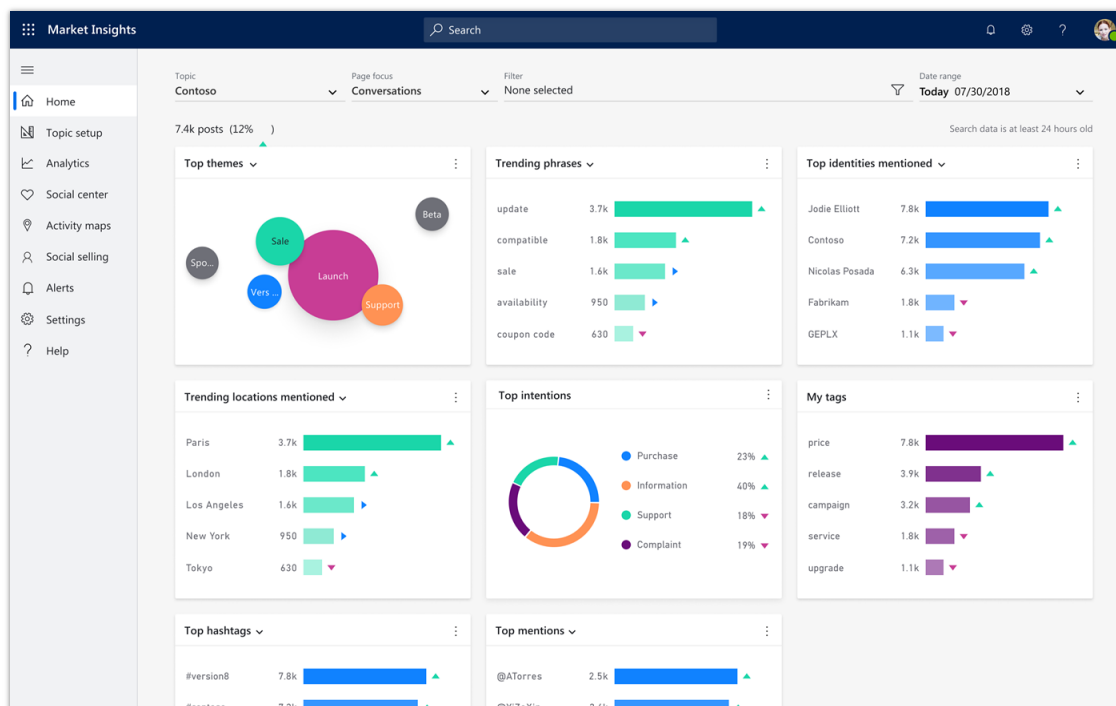 Market Insights
Search
?
Topic
Contoso
Page focus
Conversations
Filter
None selected
Date range
Today 07/30/2018
Home
Topic setup
Analytics
Social center
Activity maps
Social selling
Alerts
Settings
? Help
7.4k posts (12% )
Search data is at least 24 hours old
Top themes
Beta
Sale
Spo...
Launch
Vers ...
Support
Trending phrases
update 3.7k
compatible 1.8k
sale 1.6k
availability 950
coupon code 630
Top identities mentioned
Jodie Elliott 7.8k
Contoso 7.2k
Nicolas Posada 6.3k
Fabrikam 1.8k
GEPLX 1.1k
Trending locations mentioned
Paris 3.7k
London 1.8k
Los Angeles 1.6k
New York 950
Tokyo 630
Top intentions
Purchase 23%
Information 40%
Support 18%
Complaint 19%
My tags
price 7.8k
release 3.9k
campaign 3.2k
service 1.8k
upgrade 1.1k
Top hashtags
#version8 7.8k
Top mentions
@ATorres 2.5k